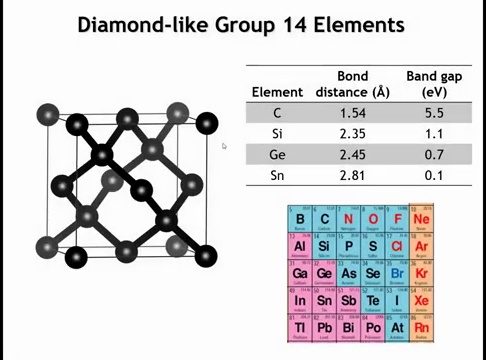 Diamond-like Group 14 Elements
Element Bond distance (Å) Band gap (eV)
C 1.54 5.5
Si 2.35 1.1
Ge 2.45 0.7
Sn 2.81 0.1
B C N O F Ne
Al Si P S Cl Ar
Ga Ge As Se Br Kr
In Sn Sb Te I Xe
Tl Pb Bi Po At Rn